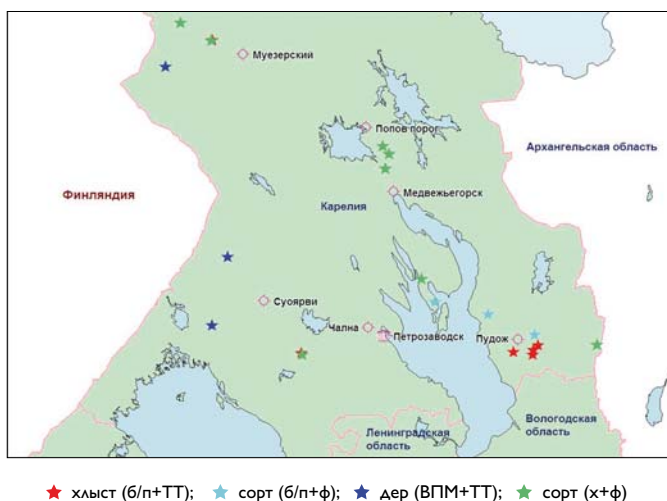 Муезерский
Попов порог
Архангельская область
Финляндия
Карелия
Медвежьегорск
Суоярви
Чална
Петрозаводск
Пудож
Ленинградская
область
Вологодская
область
хлыст (б/п+ТТ); сорт (б/п+ф); дер (ВПМ+ТТ); сорт (х+ф)